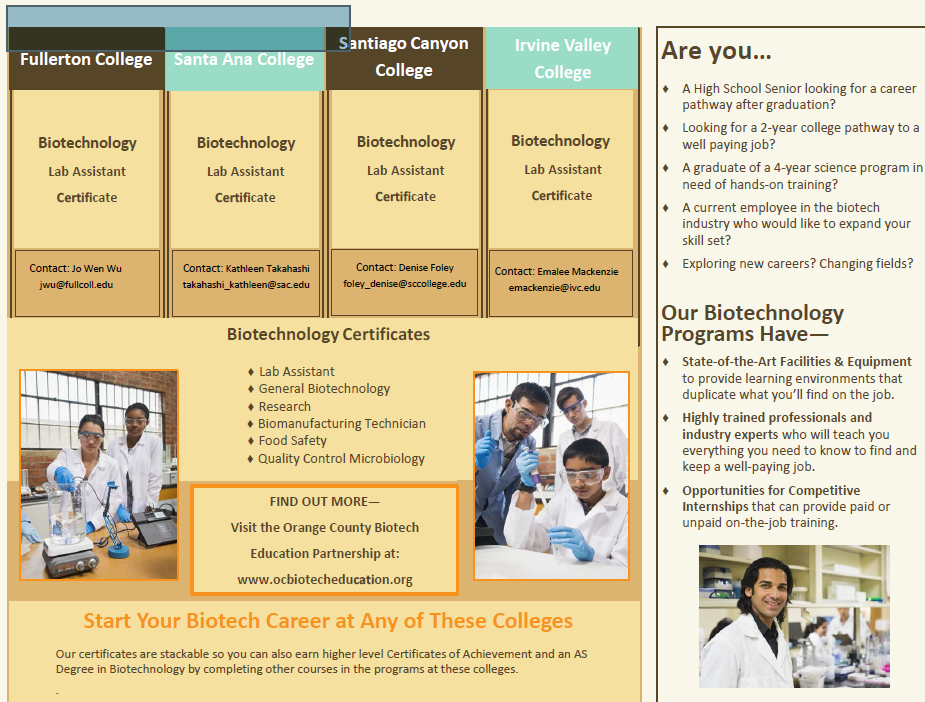 Fullerton College
Santa Ana College
Santiago Canyon
College
Irvine Valley
College
Biotechnology
Lab Assistant
Certificate
Biotechnology
Lab Assistant
Certificate
Biotechnology
Lab Assistant
Certificate
Biotechnology
Lab Assistant
Certificate
Contact: Jo Wen Wu
jwu@fullcoll.edu
Contact: Kathleen Takahashi
takahashi_kathleen@sac.edu
Contact: Denise Foley
foley_denise@sccollege.edu
Contact: Emalee Mackenzie
emackenzie@ivc.edu
Biotechnology Certificates
♦ Lab Assistant
♦ General Biotechnology
♦ Research
♦ Biomanufacturing Technician
♦ Food Safety
♦ Quality Control Microbiology
FIND OUT MORE—
Visit the Orange County Biotech
Education Partnership at:
www.ocbiotecheducation.org
Start Your Biotech Career at Any of These Colleges
Our certificates are stackable so you can also earn higher level Certificates of Achievement and an AS
Degree in Biotechnology by completing other courses in the programs at these colleges.
.
Are you…
♦ A High School Senior looking for a career
pathway after graduation?
♦ Looking for a 2-year college pathway to a
well paying job?
♦ A graduate of a 4-year science program in
need of hands-on training?
♦ A current employee in the biotech
industry who would like to expand your
skill set?
♦ Exploring new careers? Changing fields?
Our Biotechnology
Programs Have—
♦ State-of-the-Art Facilities & Equipment
to provide learning environments that
duplicate what you'll find on the job.
♦ Highly trained professionals and
industry experts who will teach you
everything you need to know to find and
keep a well-paying job.
♦ Opportunities for Competitive
Internships that can provide paid or
unpaid on-the-job training.